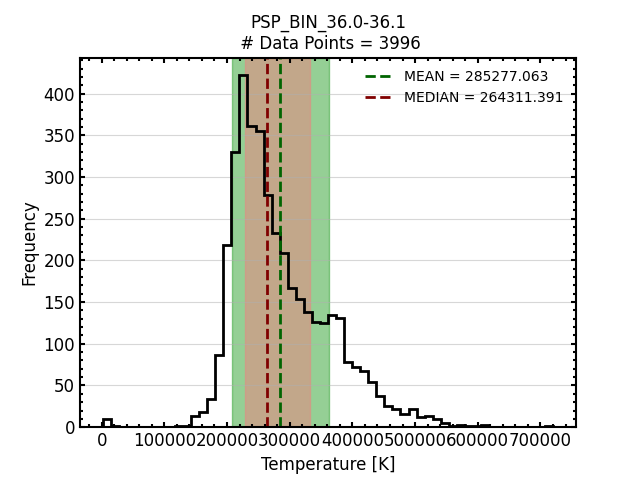 PSP_BIN_36.0-36.1
# Data Points = 3996
MEAN = 285277.063
MEDIAN = 264311.391
Frequency
400
350
300
250
200
150
100
50
0
0 100000 200000 300000 400000 500000 600000 700000
Temperature [K]